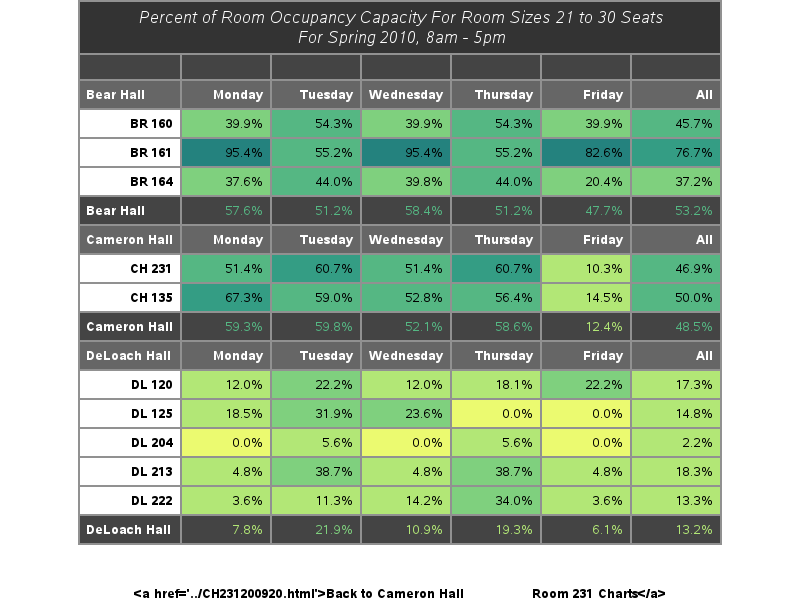 Percent of Room Occupancy Capacity For Room Sizes 21 to 30 Seats
For Spring 2010, 8am - 5pm
Bear Hall Monday Tuesday Wednesday Thursday Friday All
BR 160 39.9% 54.3% 39.9% 54.3% 39.9% 45.7%
BR 161 95.4% 55.2% 95.4% 55.2% 82.6% 76.7%
BR 164 37.6% 44.0% 39.8% 44.0% 20.4% 37.2%
Bear Hall 57.6% 51.2% 58.4% 51.2% 47.7% 53.2%
Cameron Hall Monday Tuesday Wednesday Thursday Friday All
CH 231 51.4% 60.7% 51.4% 60.7% 10.3% 46.9%
CH 135 67.3% 59.0% 52.8% 56.4% 14.5% 50.0%
Cameron Hall 59.3% 59.8% 52.1% 58.6% 12.4% 48.5%
DeLoach Hall Monday Tuesday Wednesday Thursday Friday All
DL 120 12.0% 22.2% 12.0% 18.1% 22.2% 17.3%
DL 125 18.5% 31.9% 23.6% 0.0% 0.0% 14.8%
DL 204 0.0% 5.6% 0.0% 5.6% 0.0% 2.2%
DL 213 4.8% 38.7% 4.8% 38.7% 4.8% 18.3%
DL 222 3.6% 11.3% 14.2% 34.0% 3.6% 13.3%
DeLoach Hall 7.8% 21.9% 10.9% 19.3% 6.1% 13.2%
<a href='../CH231200920.html'>Back to Cameron Hall Room 231 Charts</a>